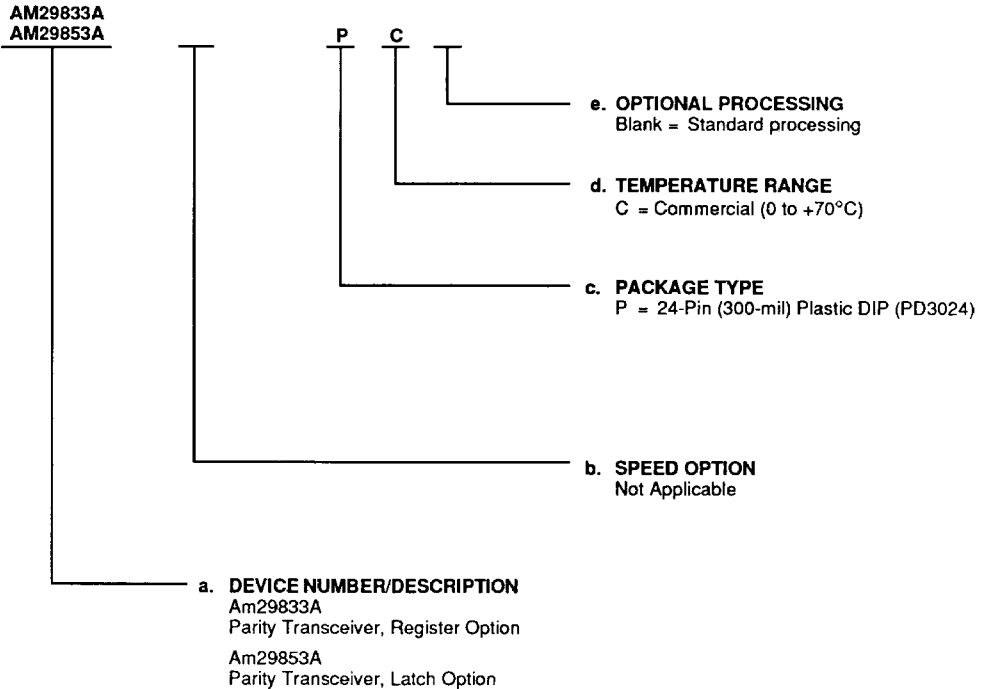 AM29833A
AM29853A
P C
e. OPTIONAL PROCESSING
Blank = Standard processing
d. TEMPERATURE RANGE
C = Commercial (0 to +70°C)
c. PACKAGE TYPE
P = 24-Pin (300-mil) Plastic DIP (PD3024)
b. SPEED OPTION
Not Applicable
a. DEVICE NUMBER/DESCRIPTION
Am29833A
Parity Transceiver, Register Option
Am29853A
Parity Transceiver, Latch Option